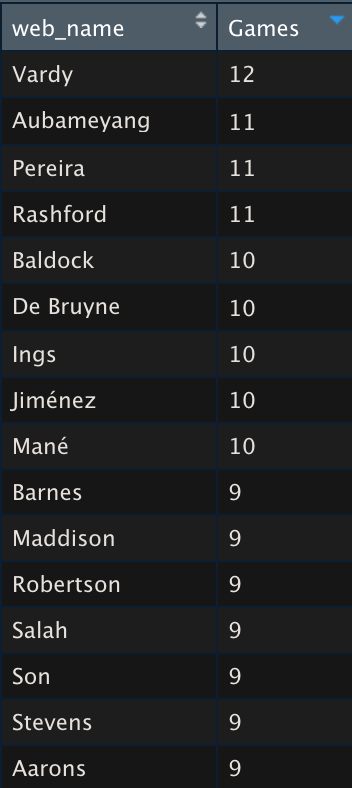 web_name Games
Vardy 12
Aubameyang 11
Pereira 11
Rashford 11
Baldock 10
De Bruyne 10
Ings 10
Jiménez 10
Mané 10
Barnes 9
Maddison 9
Robertson 9
Salah 9
Son 9
Stevens 9
Aarons 9